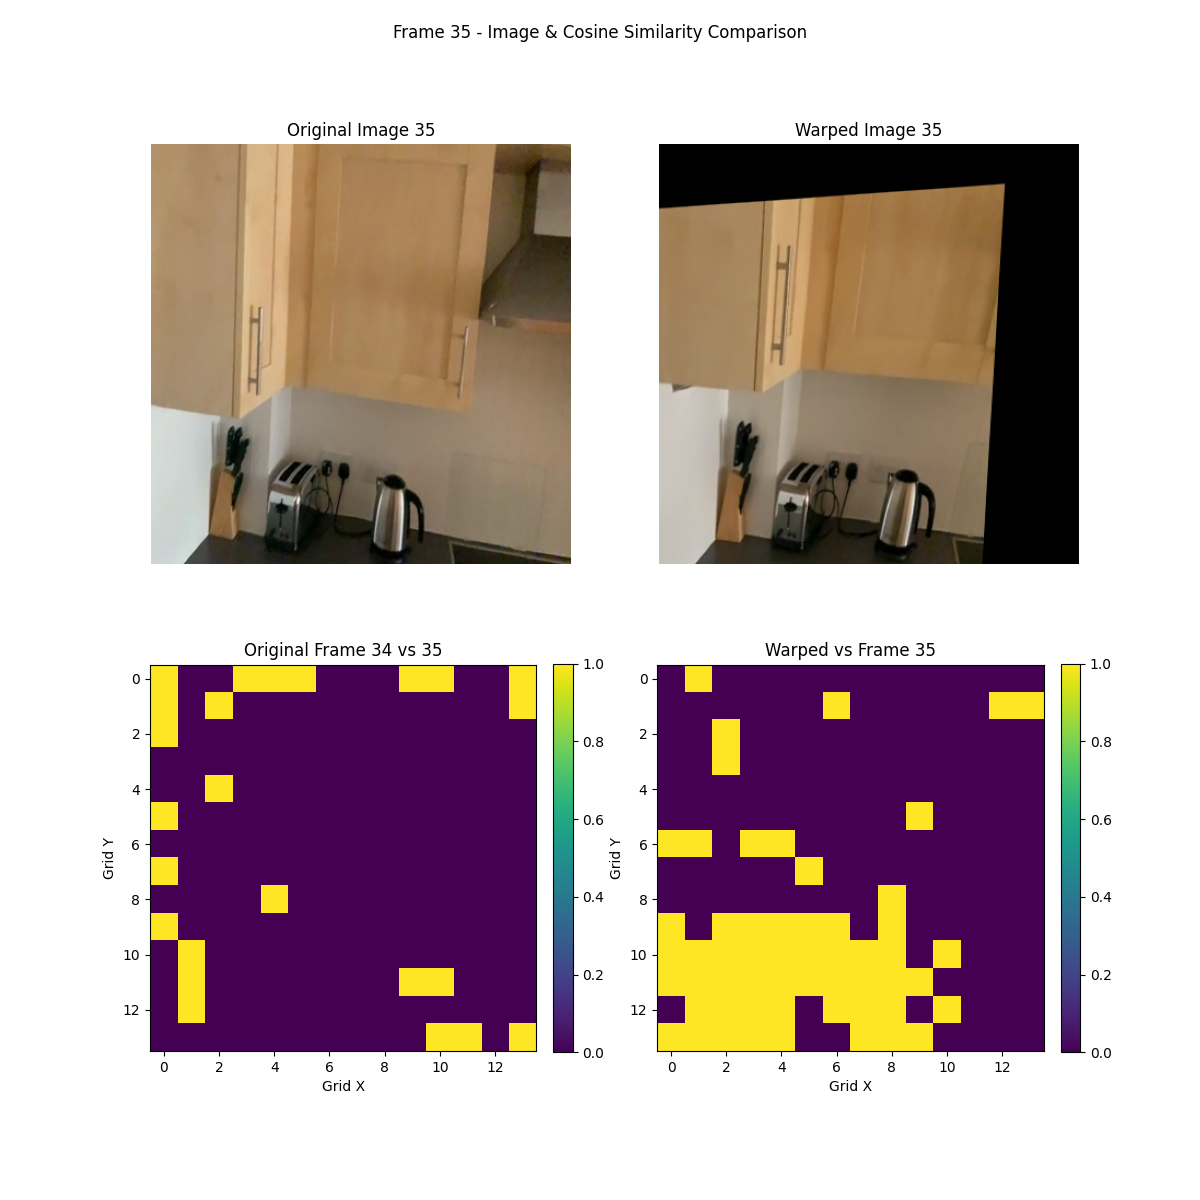 Frame 35 - Image & Cosine Similarity Comparison
Original Image 35
Warped Image 35
Original Frame 34 vs 35
Warped vs Frame 35
Grid Y
0
2
4
6
8
10
12
0 2 4 6 8 10 12
Grid X
1.0
0.8
0.6
0.4
0.2
0.0
Grid Y
0
2
4
6
8
10
12
0 2 4 6 8 10 12
Grid X
1.0
0.8
0.6
0.4
0.2
0.0